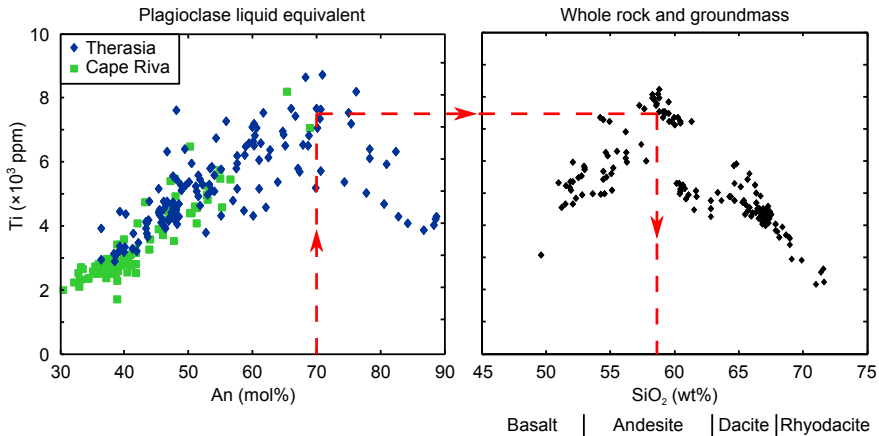 Plagioclase liquid equivalent
Whole rock and groundmass
Therasia
Cape Riva
Ti (×10³ ppm)
10
8
6
4
2
0
30 40 50 60 70 80 90
An (mol%)
45 50 55 60 65 70 75
SiO₂ (wt%)
Basalt | Andesite | Dacite | Rhyodacite